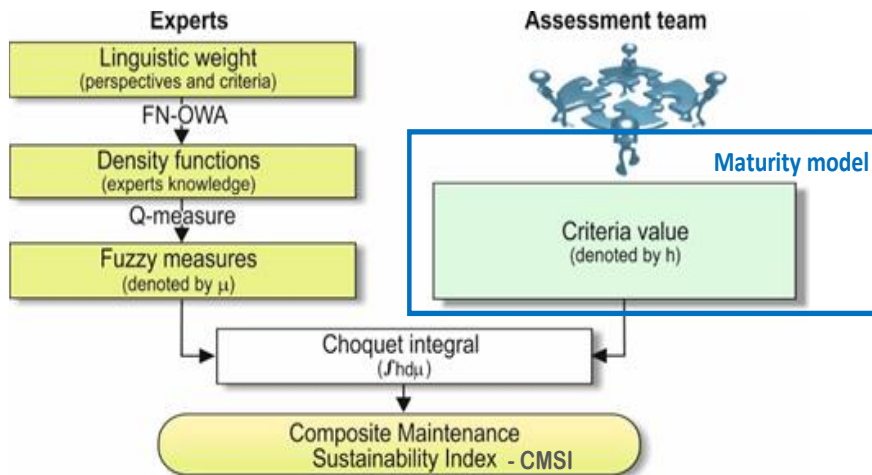 Experts
Linguistic weight
(perspectives and criteria)
FN-OWA
Density functions
(experts knowledge)
Q-measure
Fuzzy measures
(denoted by μ)
Assessment team
Maturity model
Criteria value
(denoted by h)
Choquet integral
(∫hdμ)
Composite Maintenance
Sustainability Index - CMSI